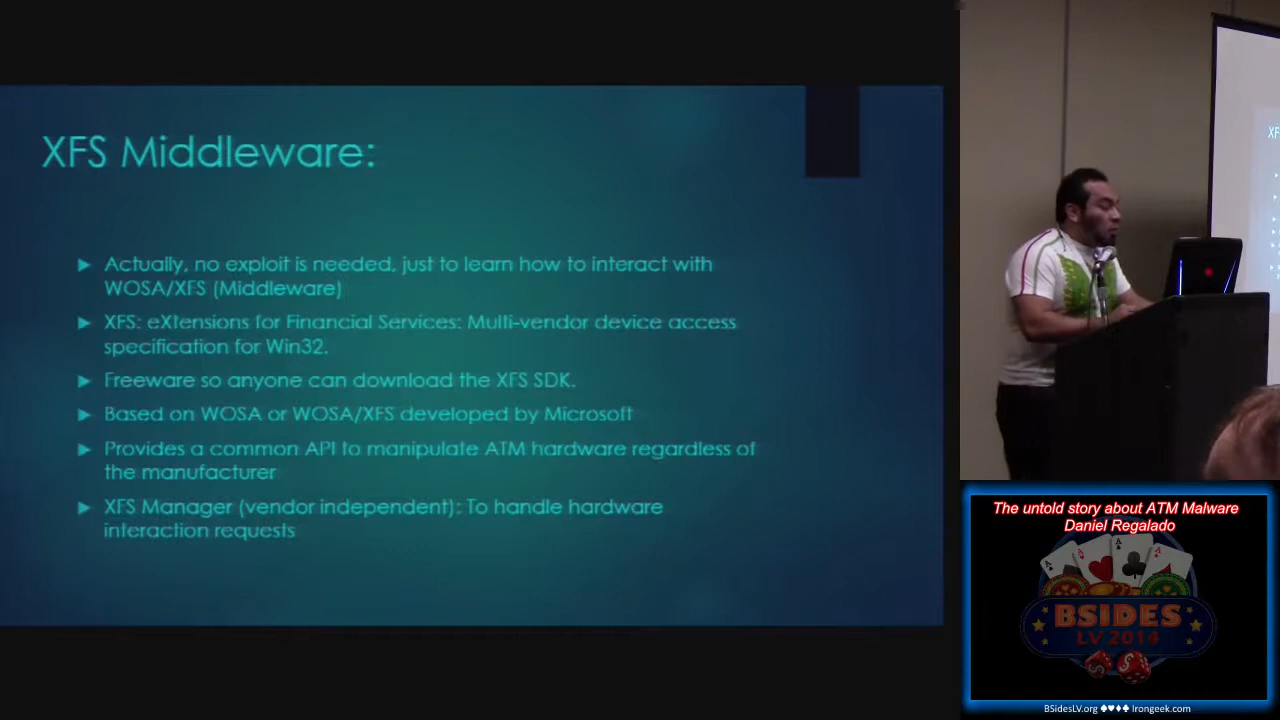 XFS Middleware:
Actually, no exploit is needed, just to learn how to interact with
WOSA/XFS (Middleware)
XFS: eXtensions for Financial Services: Multi-vendor device access
specification for Win32.
Freeware so anyone can download the XFS SDK.
Based on WOSA or WOSA/XFS developed by Microsoft
Provides a common API to manipulate ATM hardware regardless of
the manufacturer
XFS Manager (vendor independent): To handle hardware
interaction requests
XF
The untold story about ATM Malware
Daniel Regalado
BSIDES
LV 2014
BSidesLV.org ♠♥♦♣ Irongeek.com